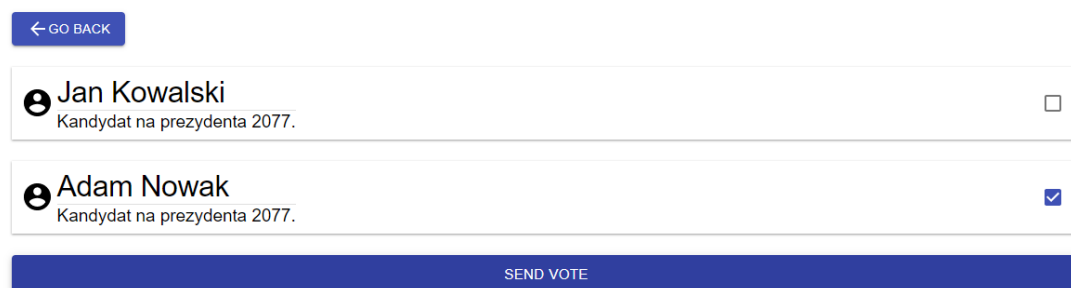 GO BACK
Jan Kowalski
Kandydat na prezydenta 2077.
Adam Nowak
Kandydat na prezydenta 2077.
SEND VOTE